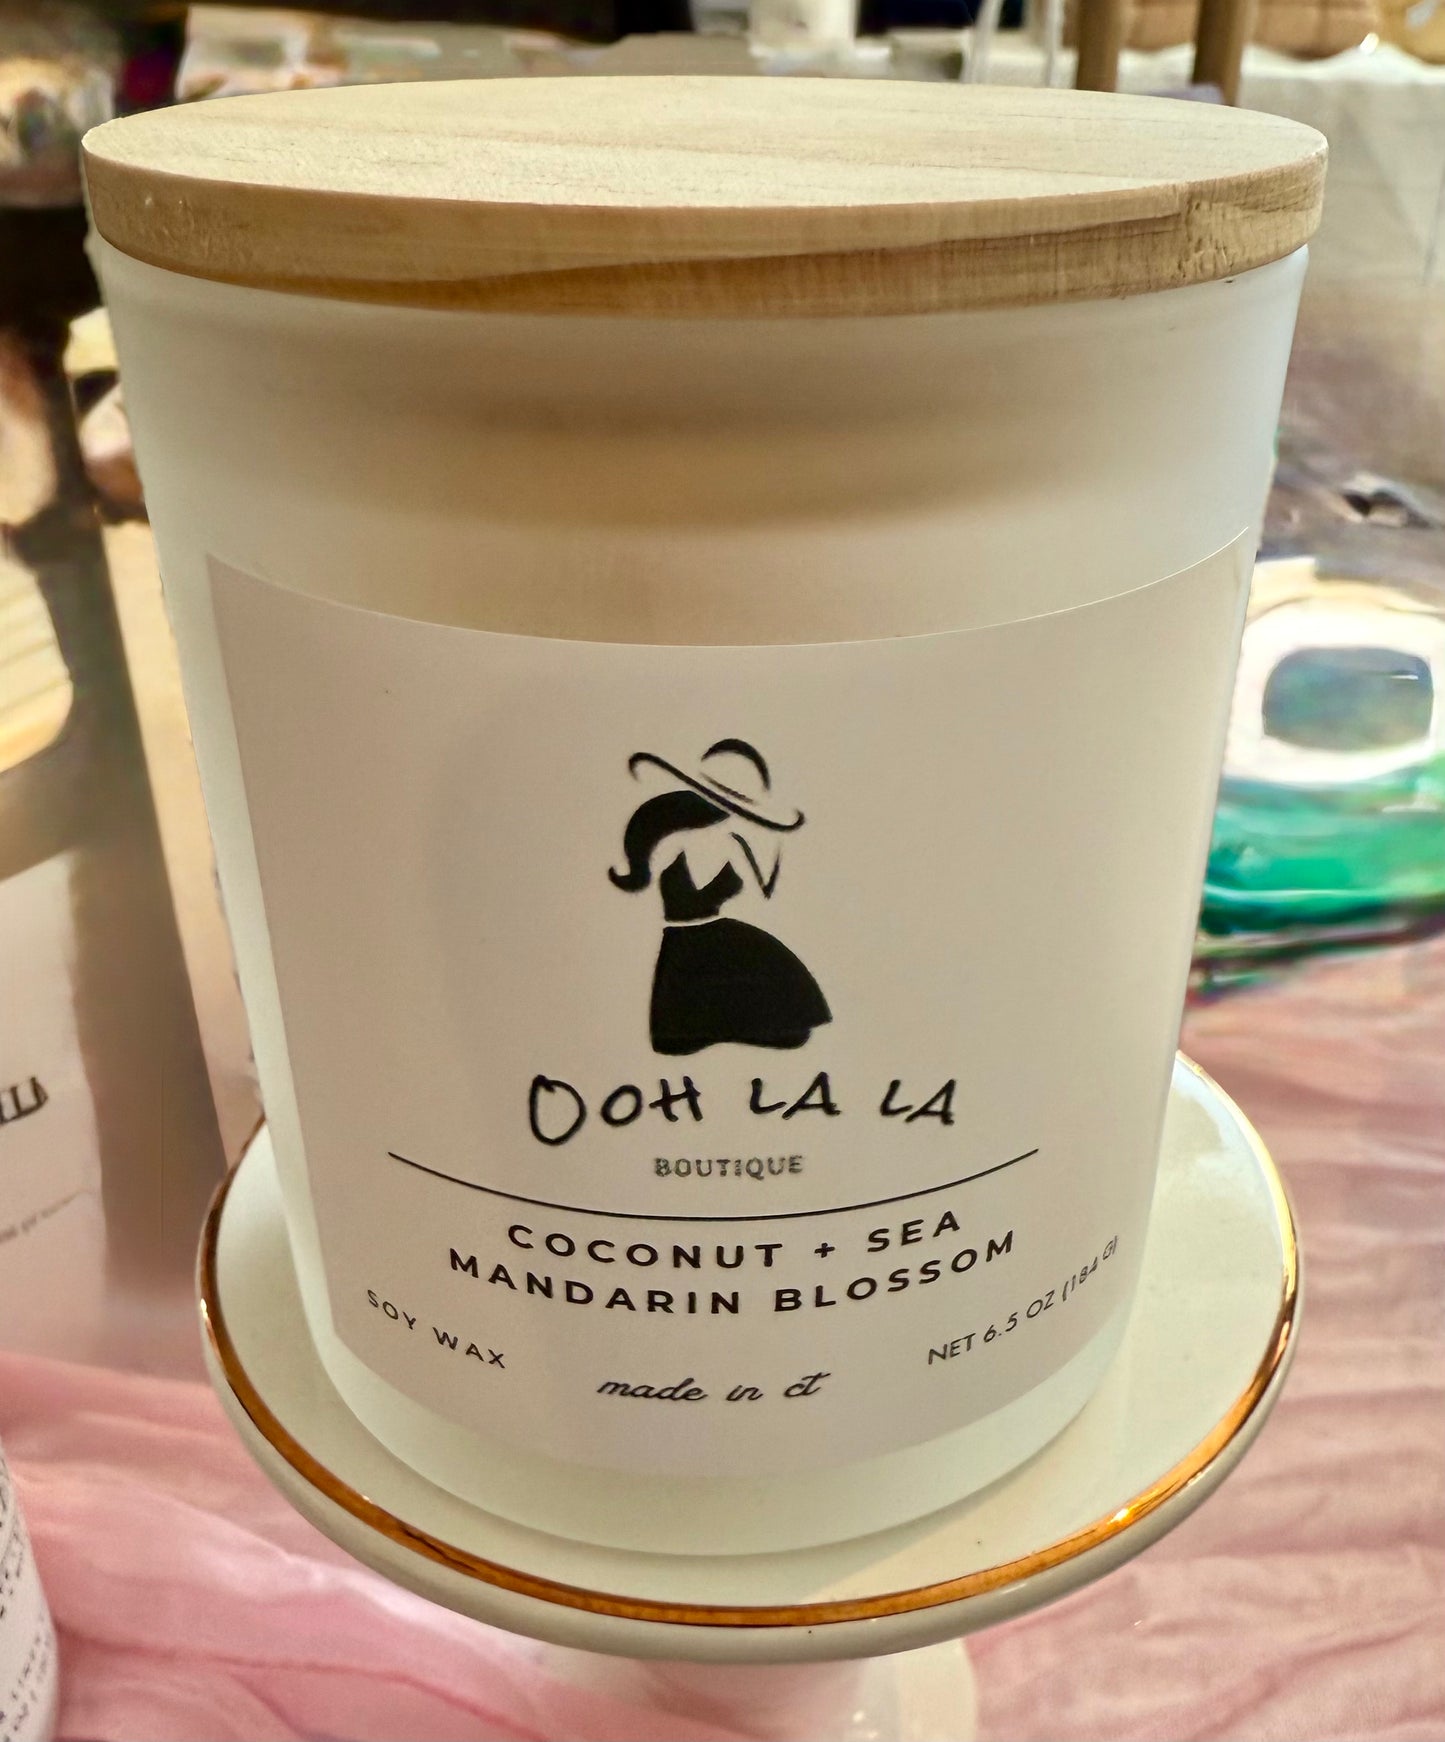 OOH LA LA
BOUTIQUE
COCONUT + SEA
MANDARIN BLOSSOM
SOY WAX
NET 6.5 OZ (184 G)
made in ct